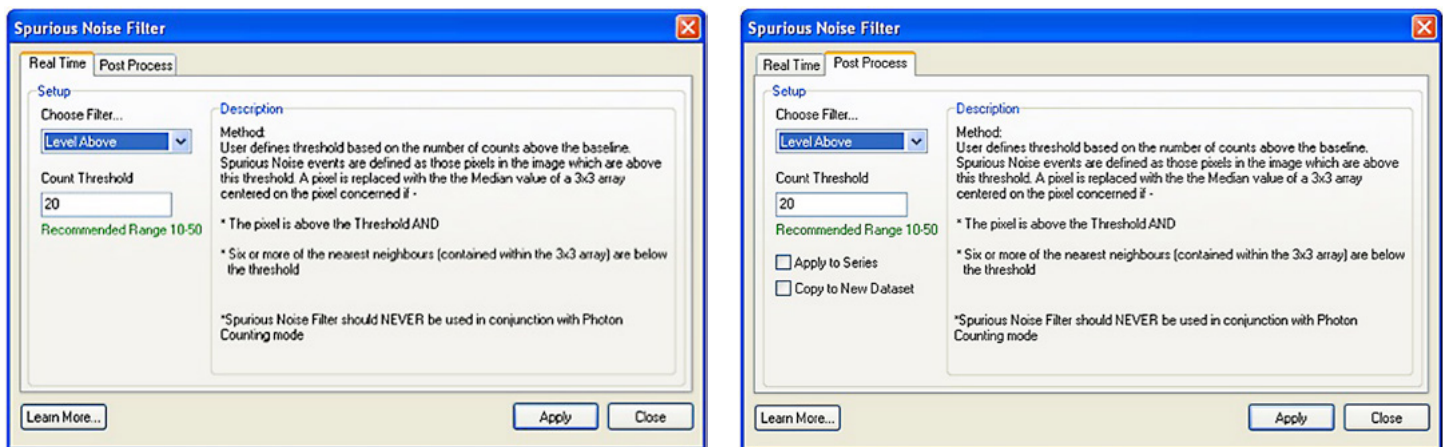 Spurious Noise Filter
Real Time
Post Process
Setup
Choose Filter...
Level Above
Count Threshold
20
Recommended Range 10-50
Description
Method:
User defines threshold based on the number of counts above the baseline.
Spurious Noise events are defined as those pixels in the image which are above
this threshold. A pixel is replaced with the the Median value of a 3x3 array
centered on the pixel concerned if -
* The pixel is above the Threshold AND
* Six or more of the nearest neighbours (contained within the 3x3 array) are below
the threshold
*Spurious Noise Filter should NEVER be used in conjunction with Photon
Counting mode
Learn More...
Apply
Close
Spurious Noise Filter
Real Time
Post Process
Setup
Choose Filter...
Level Above
Count Threshold
20
Recommended Range 10-50
Apply to Series
Copy to New Dataset
Description
Method:
User defines threshold based on the number of counts above the baseline.
Spurious Noise events are defined as those pixels in the image which are above
this threshold. A pixel is replaced with the the Median value of a 3x3 array
centered on the pixel concerned if -
* The pixel is above the Threshold AND
* Six or more of the nearest neighbours (contained within the 3x3 array) are below
the threshold
*Spurious Noise Filter should NEVER be used in conjunction with Photon
Counting mode
Learn More...
Apply
Close